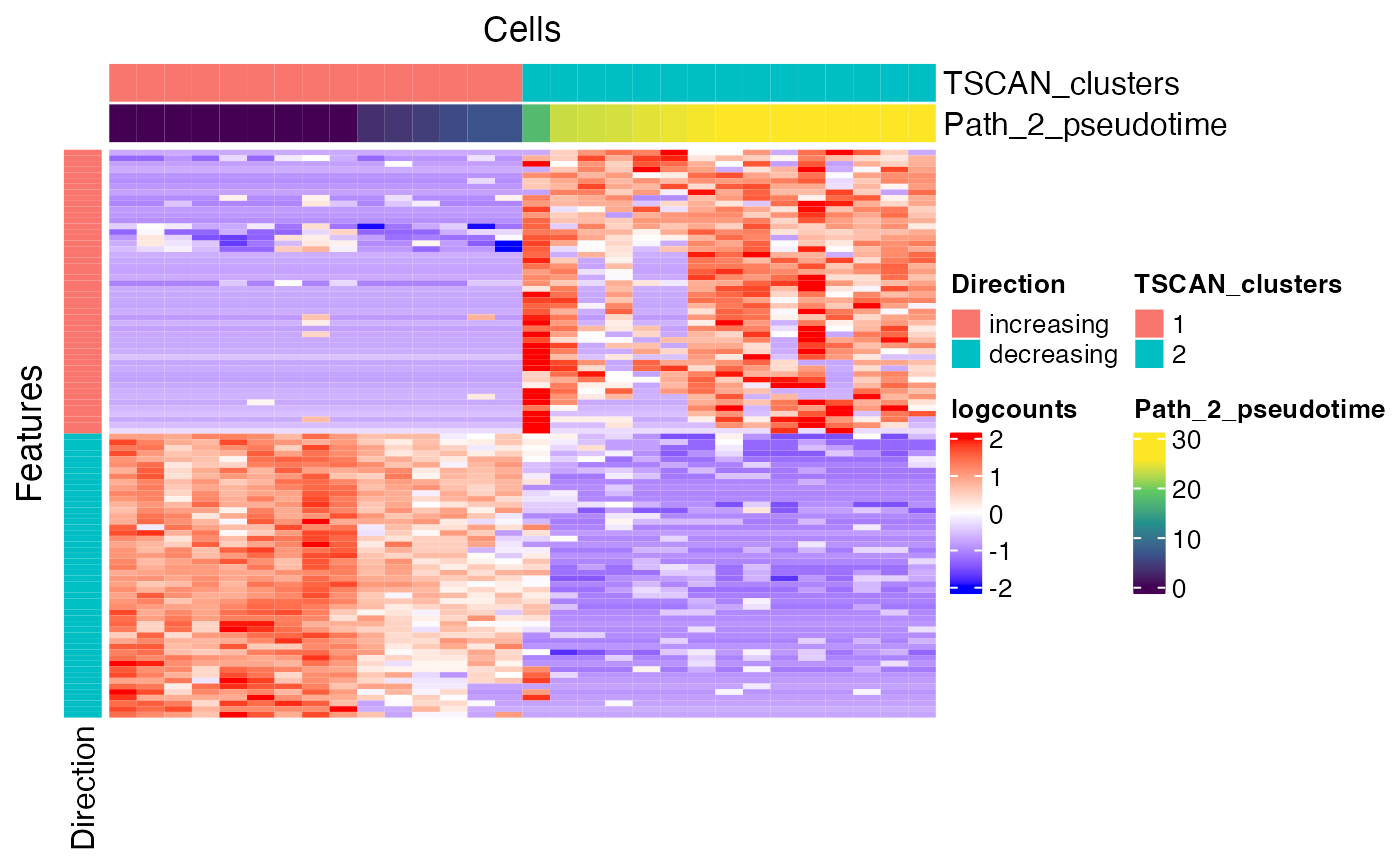 Cells
TSCAN_clusters
Path_2_pseudotime
Features
Direction
Direction
increasing
decreasing
TSCAN_clusters
1
2
logcounts
2
1
0
-1
-2
Path_2_pseudotime
30
20
10
0